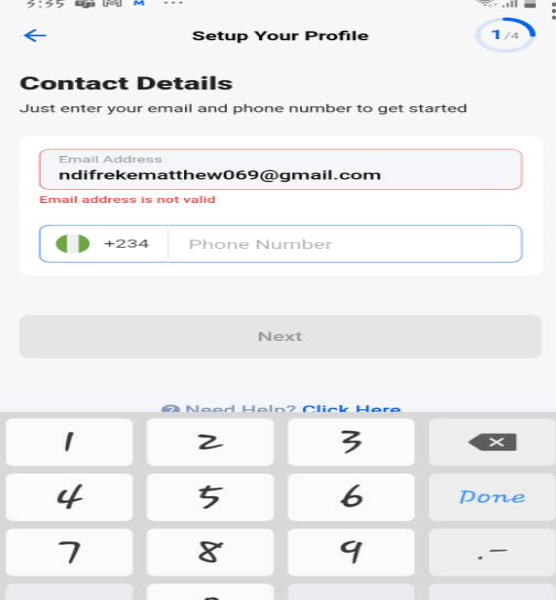 Setup Your Profile
1/4
Contact Details
Just enter your email and phone number to get started
Email Address
ndifrekematthew069@gmail.com
Email address is not valid
+234 Phone Number
Next
Need Help? Click Here
1 2 3
4 5 6 Done
7 8 9 .-